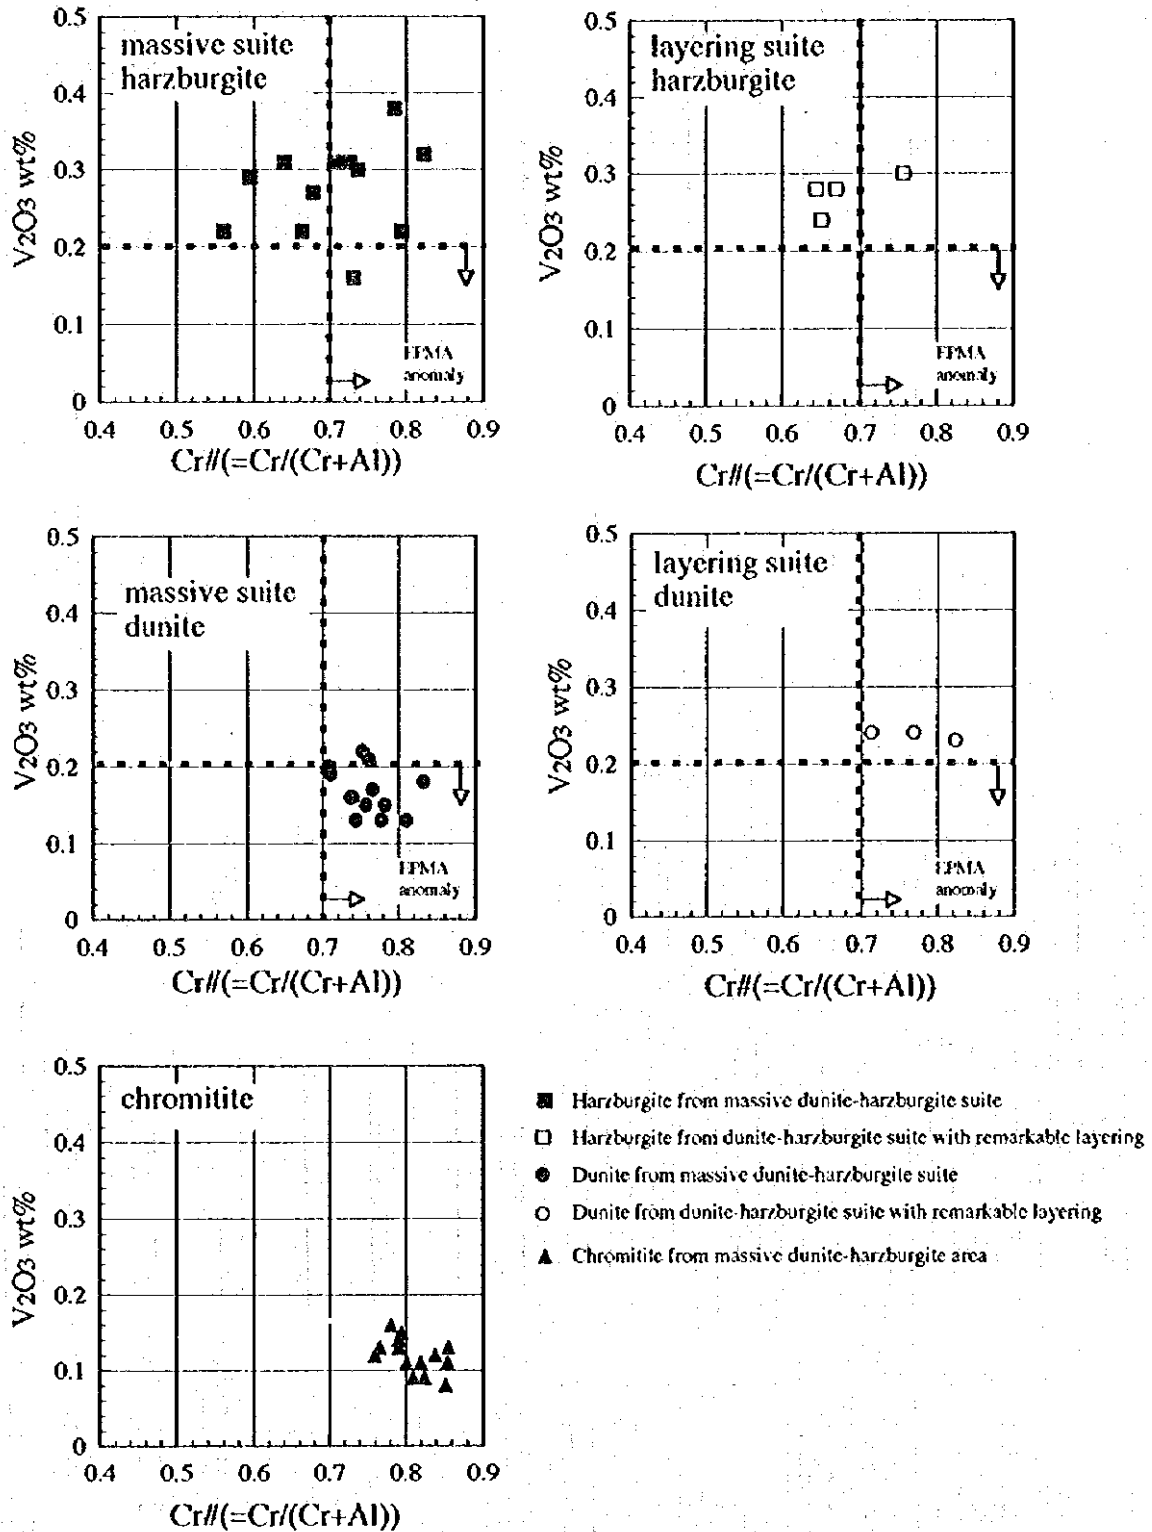 massive suite
harzburgite
0.5
0.4
0.3
0.2
0.1
0
V2O3 wt%
EPMA
anomaly
0.4 0.5 0.6 0.7 0.8 0.9
Cr#(=Cr/(Cr+Al))
layering suite
harzburgite
0.5
0.4
0.3
0.2
0.1
0
V2O3 wt%
EPMA
anomaly
0.4 0.5 0.6 0.7 0.8 0.9
Cr#(=Cr/(Cr+Al))
massive suite
dunite
0.5
0.4
0.3
0.2
0.1
0
V2O3 wt%
EPMA
anomaly
0.4 0.5 0.6 0.7 0.8 0.9
Cr#(=Cr/(Cr+Al))
layering suite
dunite
0.5
0.4
0.3
0.2
0.1
0
V2O3 wt%
EPMA
anomaly
0.4 0.5 0.6 0.7 0.8 0.9
Cr#(=Cr/(Cr+Al))
chromitite
0.5
0.4
0.3
0.2
0.1
0
V2O3 wt%
0.4 0.5 0.6 0.7 0.8 0.9
Cr#(=Cr/(Cr+Al))
Harzburgite from massive dunite-harzburgite suite
Harzburgite from dunite-harzburgite suite with remarkable layering
Dunite from massive dunite-harzburgite suite
Dunite from dunite-harzburgite suite with remarkable layering
Chromitite from massive dunite-harzburgite area